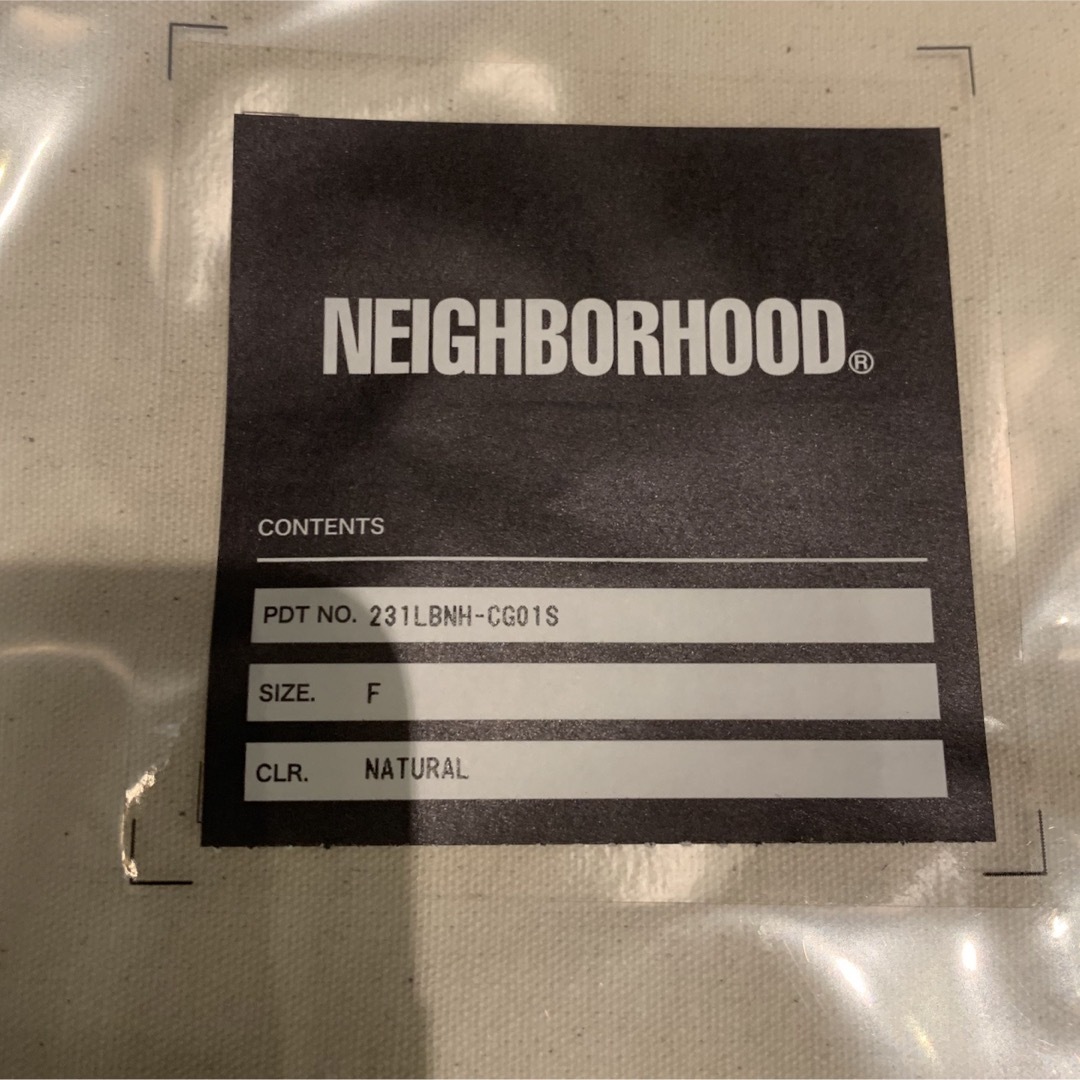 NEIGHBORHOOD®
CONTENTS
PDT NO. 231LBNH-CG01S
SIZE. F
CLR. NATURAL